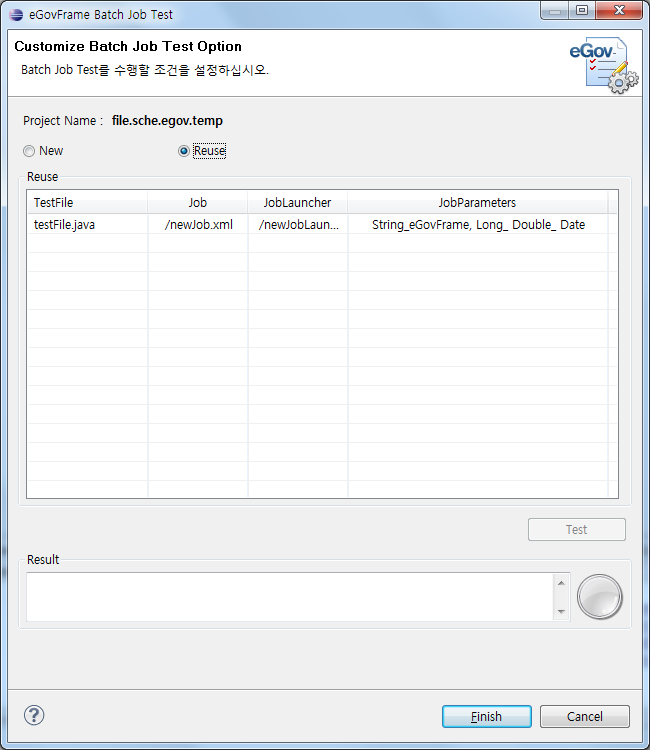 eGovFrame Batch Job Test
Customize Batch Job Test Option
Batch Job Test를 수행할 조건을 설정하십시오.
eGov
Project Name : file.sche.egov.temp
New Reuse
Reuse
TestFile Job JobLauncher JobParameters
testFile.java /newJob.xml /newJobLaun... String_eGovFrame, Long_ Double_ Date
Test
Result
? Finish Cancel